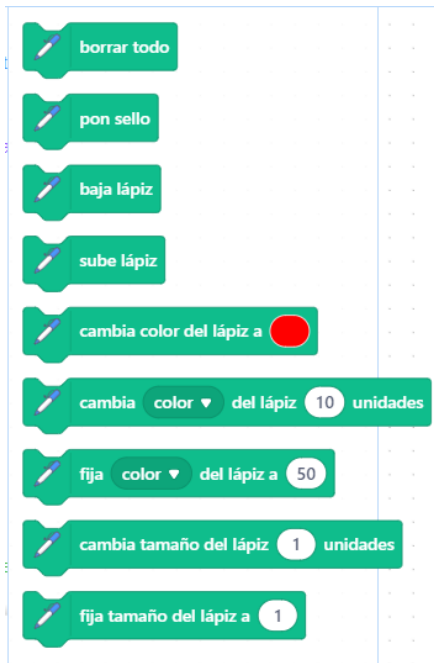 borrar todo
pon sello
baja lápiz
sube lápiz
cambia color del lápiz a
cambia color del lápiz 10 unidades
fija color del lápiz a 50
cambia tamaño del lápiz 1 unidades
fija tamaño del lápiz a 1